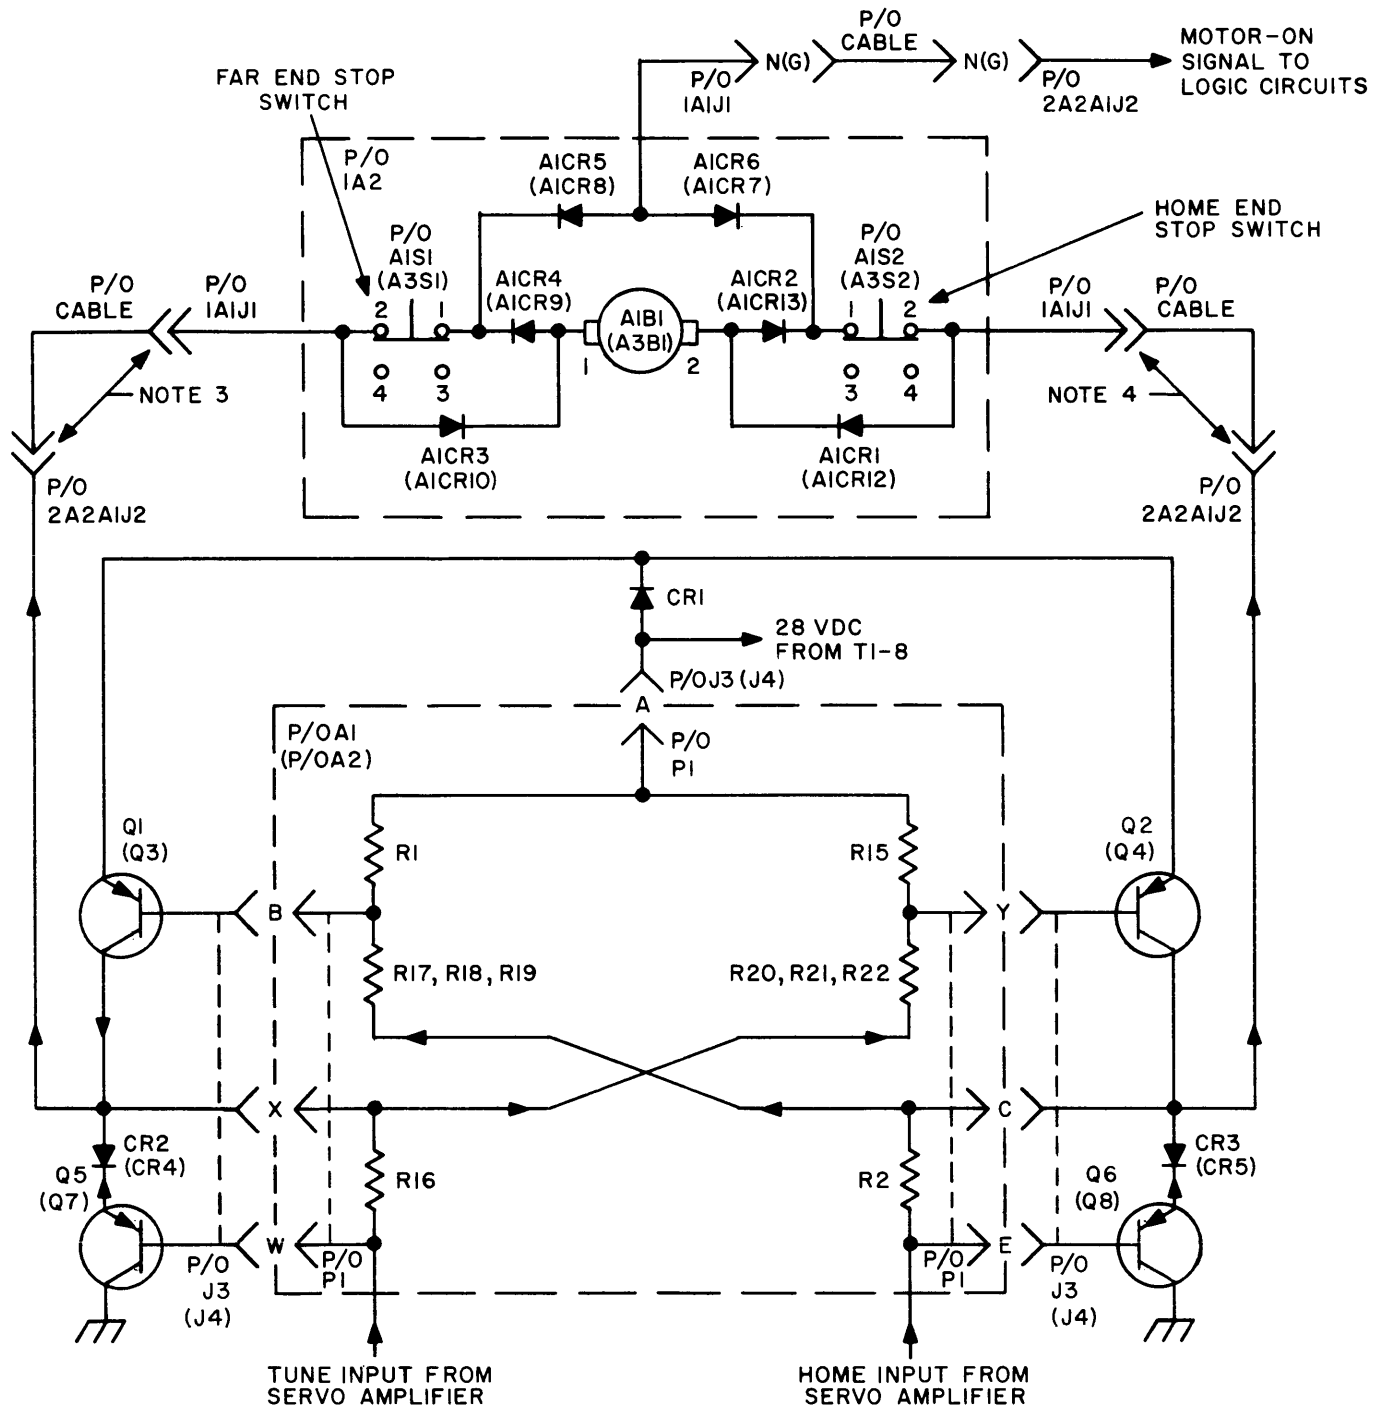 P/O
CABLE
MOTOR-ON
SIGNAL TO
LOGIC CIRCUITS
N(G)
N(G)
P/O
1A1J1
P/O
2A2A1J2
FAR END STOP
SWITCH
P/O
1A2
A1CR5
(A1CR8)
A1CR6
(A1CR7)
HOME END
STOP SWITCH
P/O
A1S1
(A3S1)
P/O
A1S2
(A3S2)
P/O
CABLE
P/O
1A1J1
A1CR4
(A1CR9)
A1CR2
(A1CR13)
P/O
1A1J1
P/O
CABLE
2 1
1 2
A1B1
(A3B1)
1 2
4 3
3 4
NOTE 3
NOTE 4
A1CR3
(A1CR10)
A1CR1
(A1CR12)
P/O
2A2A1J2
P/O
2A2A1J2
CR1
28 VDC
FROM T1-8
P/OJ3(J4)
A
P/OA1
(P/OA2)
P/O
P1
Q1
(Q3)
R1
R15
Q2
(Q4)
B
Y
R17, R18, R19
R20, R21, R22
X
C
CR2
(CR4)
Q5
(Q7)
R16
R2
CR3
(CR5)
Q6
(Q8)
W
E
P/O
J3
(J4)
P/O
P1
P/O
P1
P/O
J3
(J4)
TUNE INPUT FROM
SERVO AMPLIFIER
HOME INPUT FROM
SERVO AMPLIFIER